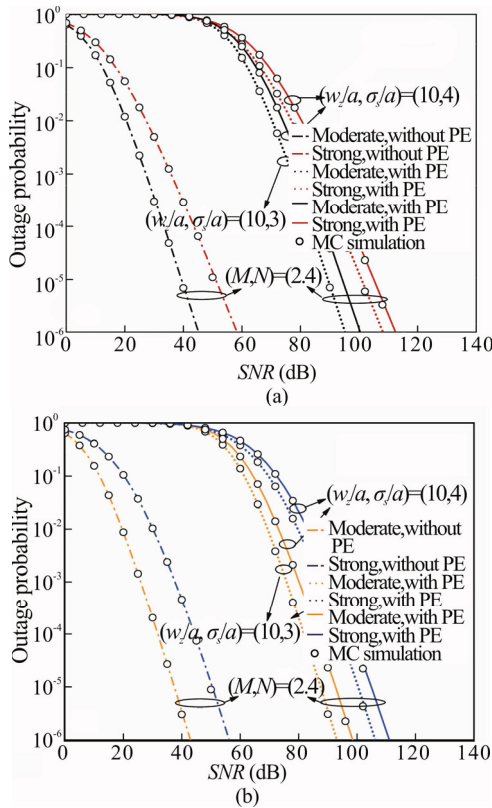 10^0
10^-1
10^-2
10^-3
10^-4
10^-5
10^-6
Outage probability
(w_z/a, σ_s/a)=(10,4)
Moderate,without PE
Strong,without PE
Moderate,with PE
Strong,with PE
Moderate,with PE
Strong,with PE
MC simulation
(w_z/a, σ_s/a)=(10,3)
(M,N)=(2.4)
0 20 40 60 80 100 120 140
SNR (dB)
(a)
10^0
10^-1
10^-2
10^-3
10^-4
10^-5
10^-6
Outage probability
(w_z/a, σ_s/a)=(10,4)
Moderate,without
PE
Strong,without PE
Moderate,with PE
Strong,with PE
Moderate,with PE
Strong,with PE
MC simulation
(w_z/a, σ_s/a)=(10,3)
(M,N)=(2.4)
0 20 40 60 80 100 120 140
SNR (dB)
(b)